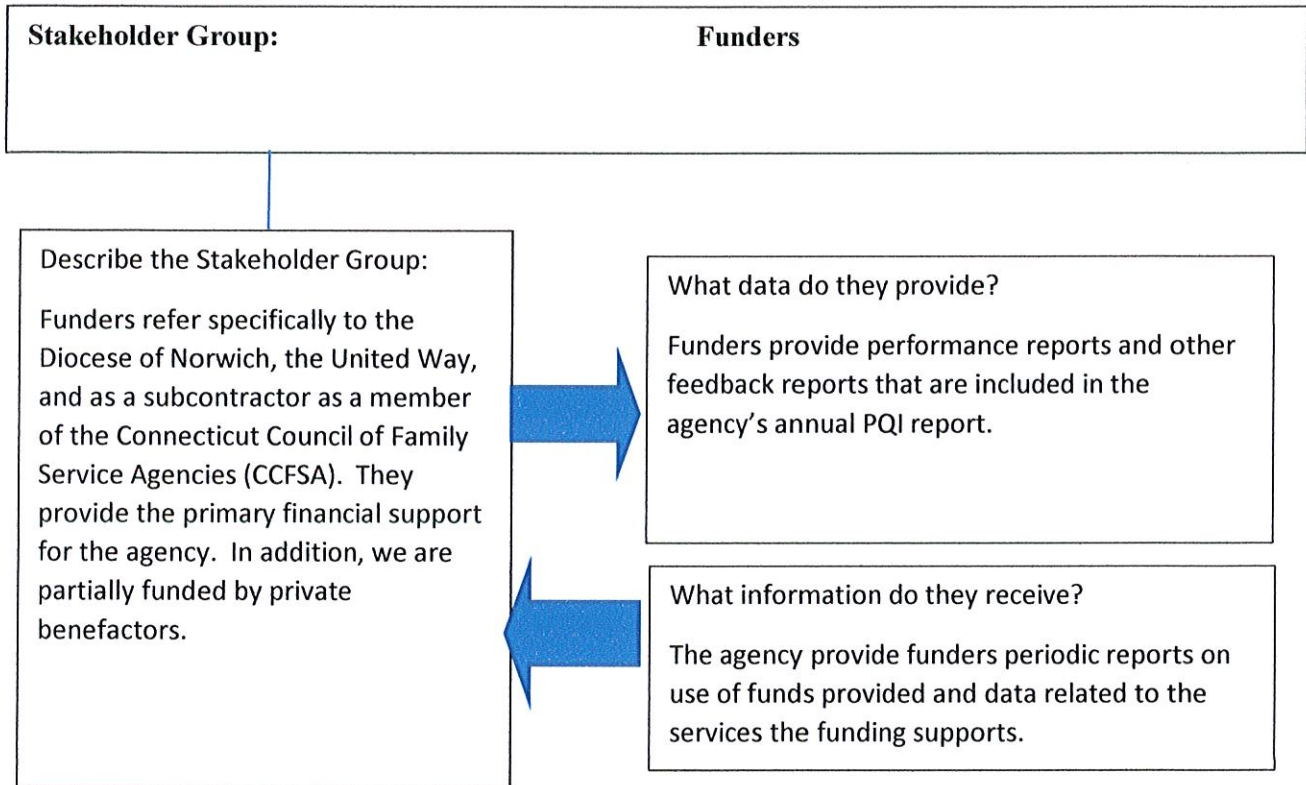 Stakeholder Group: Funders
Describe the Stakeholder Group:
Funders refer specifically to the
Diocese of Norwich, the United Way,
and as a subcontractor as a member
of the Connecticut Council of Family
Service Agencies (CCFSA).  They
provide the primary financial support
for the agency.  In addition, we are
partially funded by private
benefactors.
What data do they provide?
Funders provide performance reports and other
feedback reports that are included in the
agency’s annual PQI report.
What information do they receive?
The agency provide funders periodic reports on
use of funds provided and data related to the
services the funding supports.